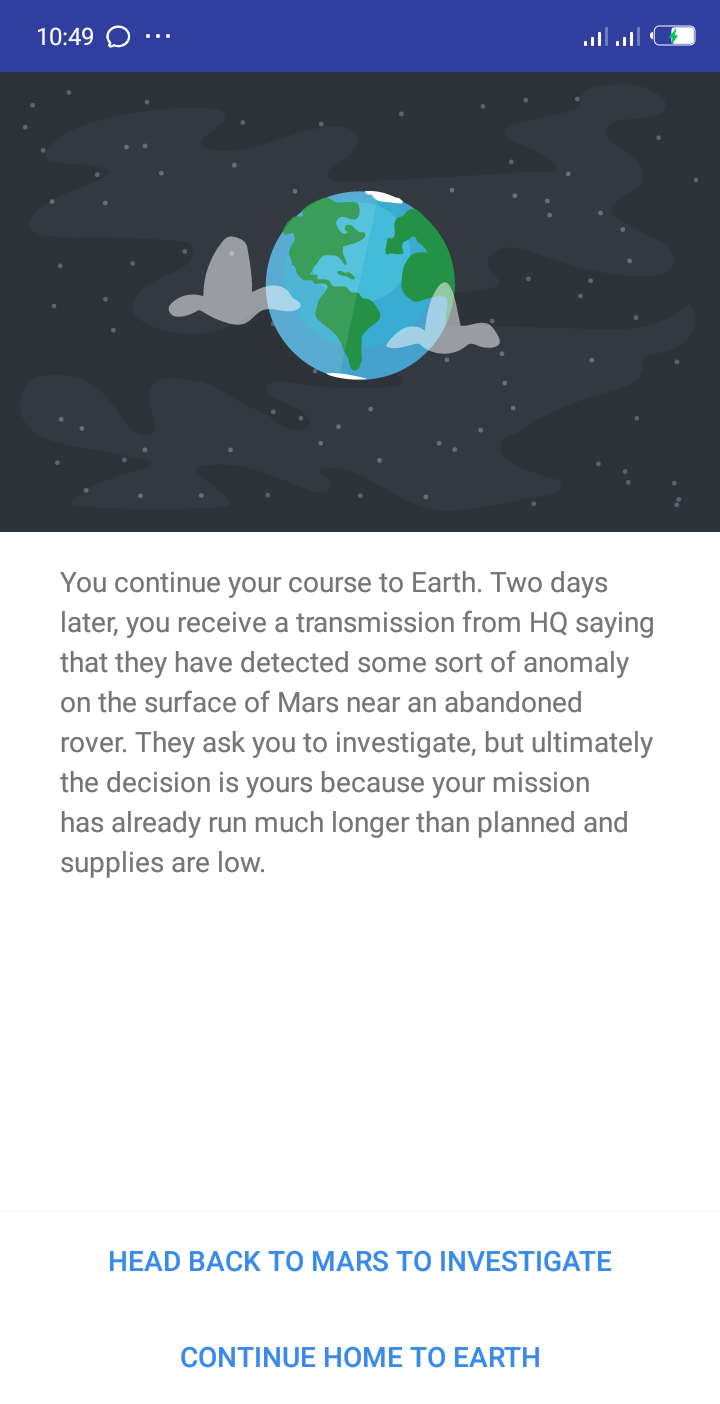 10:49
You continue your course to Earth. Two days
later, you receive a transmission from HQ saying
that they have detected some sort of anomaly
on the surface of Mars near an abandoned
rover. They ask you to investigate, but ultimately
the decision is yours because your mission
has already run much longer than planned and
supplies are low.
HEAD BACK TO MARS TO INVESTIGATE
CONTINUE HOME TO EARTH